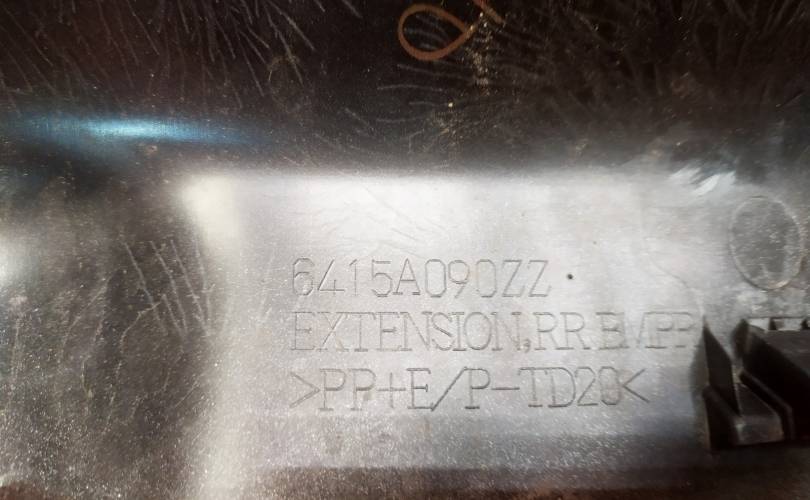 6415A090ZZ
EXTENSION,RR BMPR
>PP+E/P-TD20<